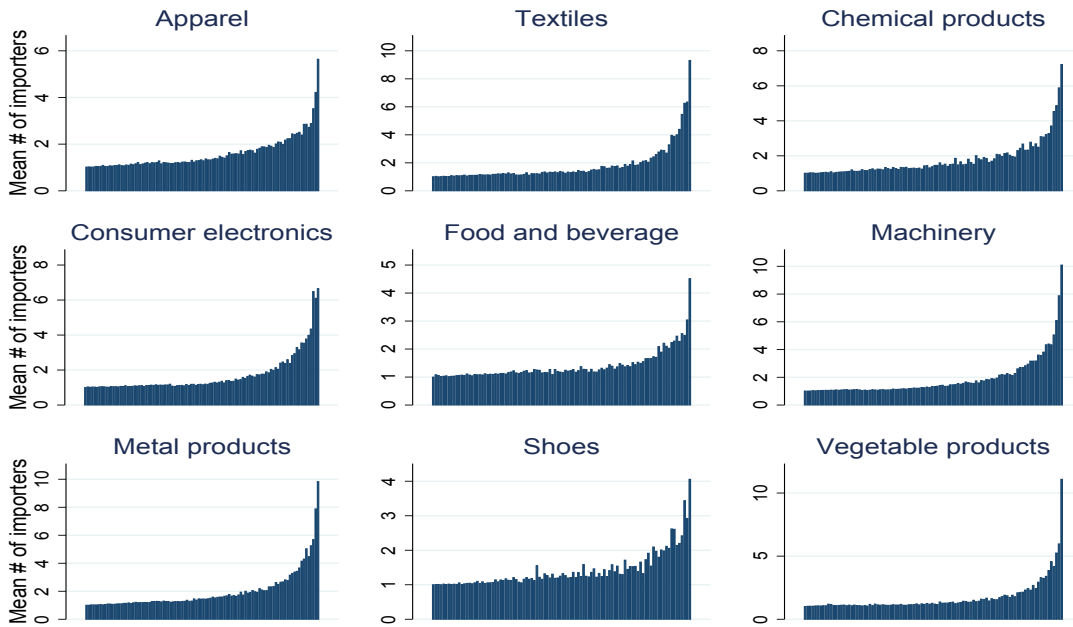 Apparel
Textiles
Chemical products
Mean # of importers
0 2 4 6
0 2 4 6 8 10
0 2 4 6 8
Consumer electronics
Food and beverage
Machinery
Mean # of importers
0 2 4 6 8
0 1 2 3 4 5
0 2 4 6 8 10
Metal products
Shoes
Vegetable products
Mean # of importers
0 2 4 6 8 10
0 1 2 3 4
0 5 10